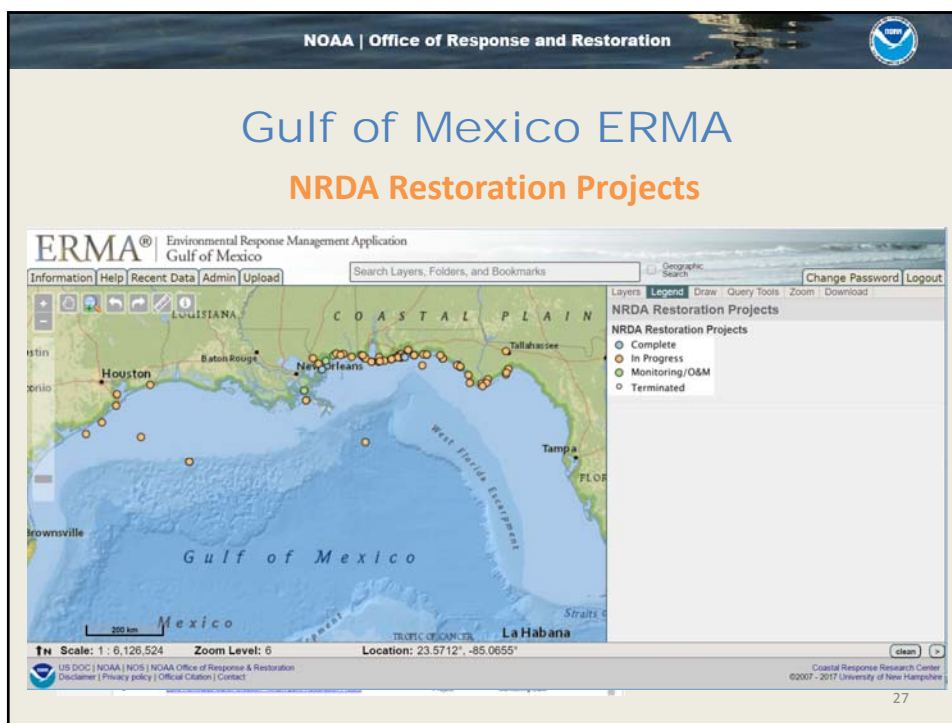 NOAA | Office of Response and Restoration
NOAA
Gulf of Mexico ERMA
NRDA Restoration Projects
ERMA® Environmental Response Management Application
Gulf of Mexico
Information Help Recent Data Admin Upload
Search Layers, Folders, and Bookmarks
Geographic Search
Change Password Logout
Layers Legend Draw Query Tools Zoom Download
NRDA Restoration Projects
NRDA Restoration Projects
Complete
In Progress
Monitoring/O&M
Terminated
LOUISIANA
COASTAL PLAIN
Tallahassee
Baton Rouge
New Orleans
Houston
stin
onio
Tampa
FLOR
West Florida Escarpment
Brownsville
Gulf of Mexico
Mexico
Straits
200 km
TROPIC OF CANCER
La Habana
N Scale: 1 : 6,126,524 Zoom Level: 6 Location: 23.5712°, -85.0655°
clean >
US DOC | NOAA | NOS | NOAA Office of Response & Restoration
Disclaimer | Privacy policy | Official Citation | Contact
Coastal Response Research Center
©2007 - 2017 University of New Hampshire
27